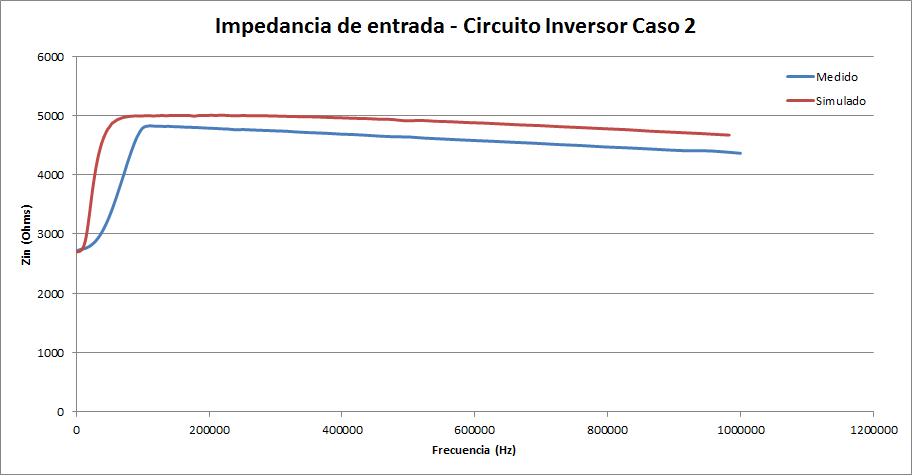 Impedancia de entrada - Circuito Inversor Caso 2
6000
5000
4000
3000
2000
1000
0
Zin (Ohms)
Medido
Simulado
0 200000 400000 600000 800000 1000000 1200000
Frecuencia (Hz)